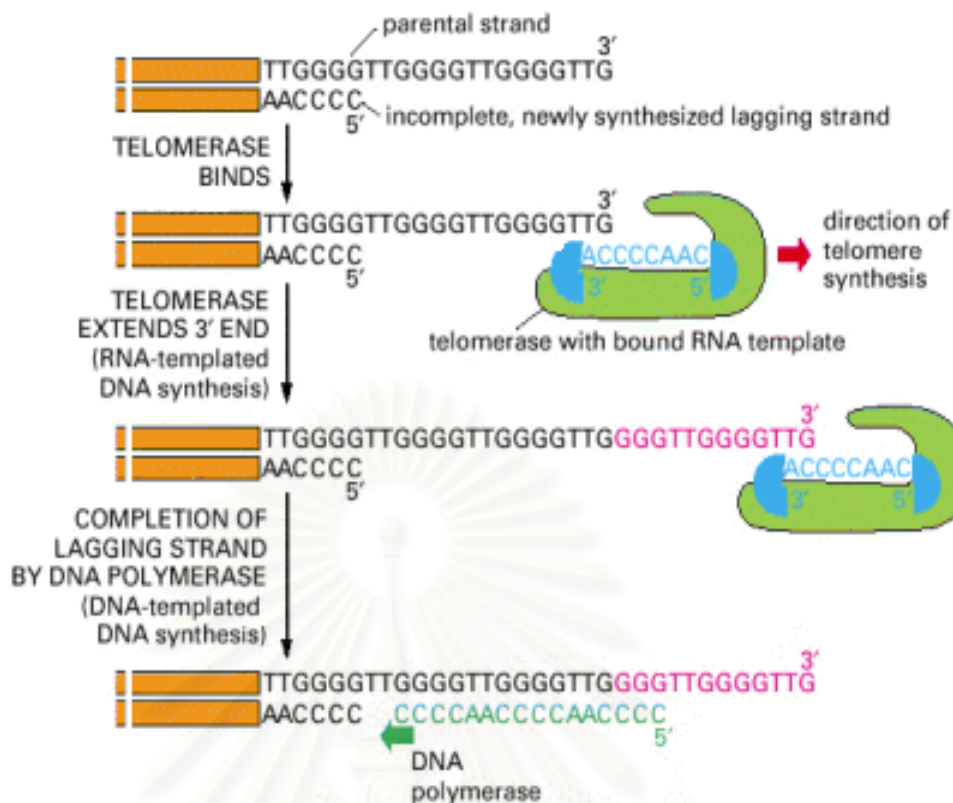 parental strand
3′
TTGGGGTTGGGGTTGGGGTTG
AACCCC
5′
incomplete, newly synthesized lagging strand
TELOMERASE
BINDS
3′
TTGGGGTTGGGGTTGGGGTTG
AACCCC
5′
ACCCCAAC
3′ 5′
direction of
telomere
synthesis
TELOMERASE
EXTENDS 3′ END
(RNA-templated
DNA synthesis)
telomerase with bound RNA template
3′
TTGGGGTTGGGGTTGGGGTTGGGGTTGGGGTTG
AACCCC
5′
ACCCCAAC
3′ 5′
COMPLETION OF
LAGGING STRAND
BY DNA POLYMERASE
(DNA-templated
DNA synthesis)
3′
TTGGGGTTGGGGTTGGGGTTGGGGTTGGGGTTG
AACCCC CCCCAACCCCAACCCC
5′
DNA
polymerase